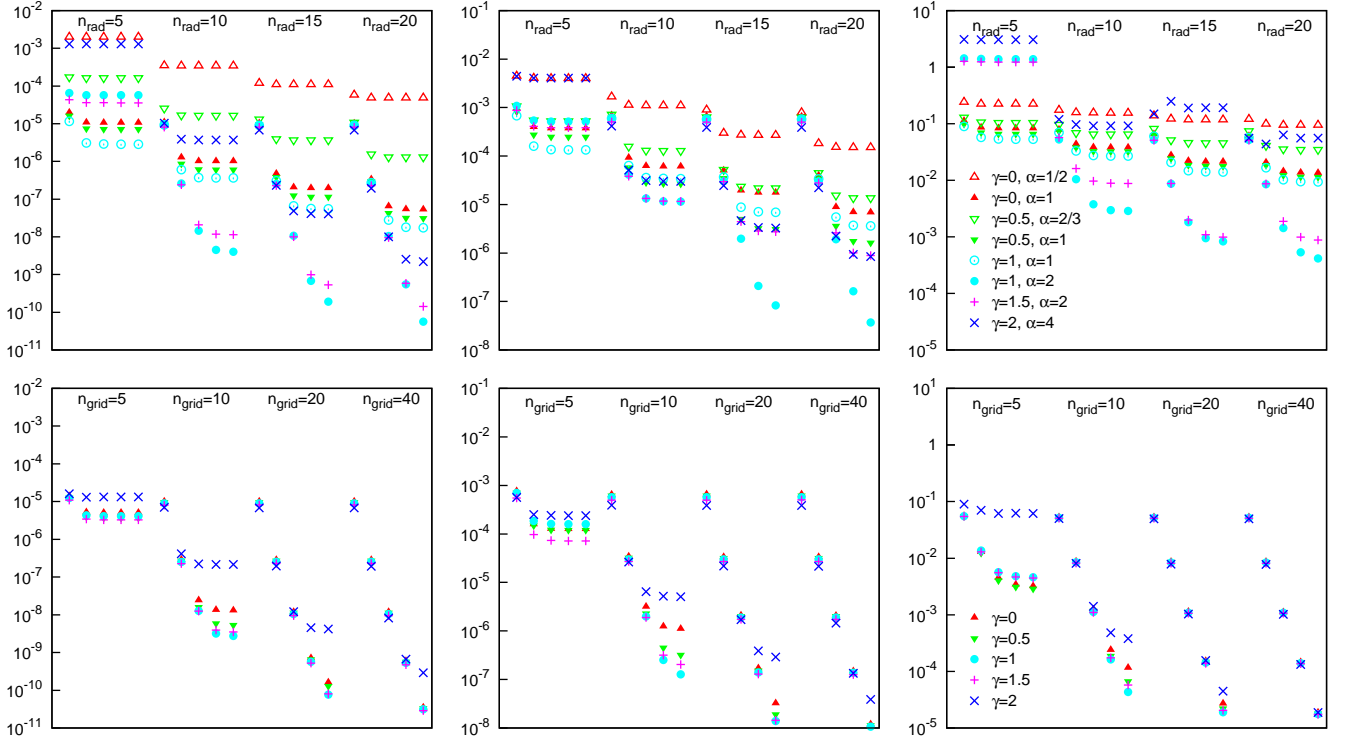 n_rad=5 n_rad=10 n_rad=15 n_rad=20
10^-2
10^-3
10^-4
10^-5
10^-6
10^-7
10^-8
10^-9
10^-10
10^-11
n_rad=5 n_rad=10 n_rad=15 n_rad=20
10^-1
10^-2
10^-3
10^-4
10^-5
10^-6
10^-7
10^-8
n_rad=5 n_rad=10 n_rad=15 n_rad=20
10^1
1
10^-1
10^-2
10^-3
10^-4
10^-5
γ=0, α=1/2
γ=0, α=1
γ=0.5, α=2/3
γ=0.5, α=1
γ=1, α=1
γ=1, α=2
γ=1.5, α=2
γ=2, α=4
n_grid=5 n_grid=10 n_grid=20 n_grid=40
10^-2
10^-3
10^-4
10^-5
10^-6
10^-7
10^-8
10^-9
10^-10
10^-11
n_grid=5 n_grid=10 n_grid=20 n_grid=40
10^-1
10^-2
10^-3
10^-4
10^-5
10^-6
10^-7
10^-8
n_grid=5 n_grid=10 n_grid=20 n_grid=40
10^1
1
10^-1
10^-2
10^-3
10^-4
10^-5
γ=0
γ=0.5
γ=1
γ=1.5
γ=2